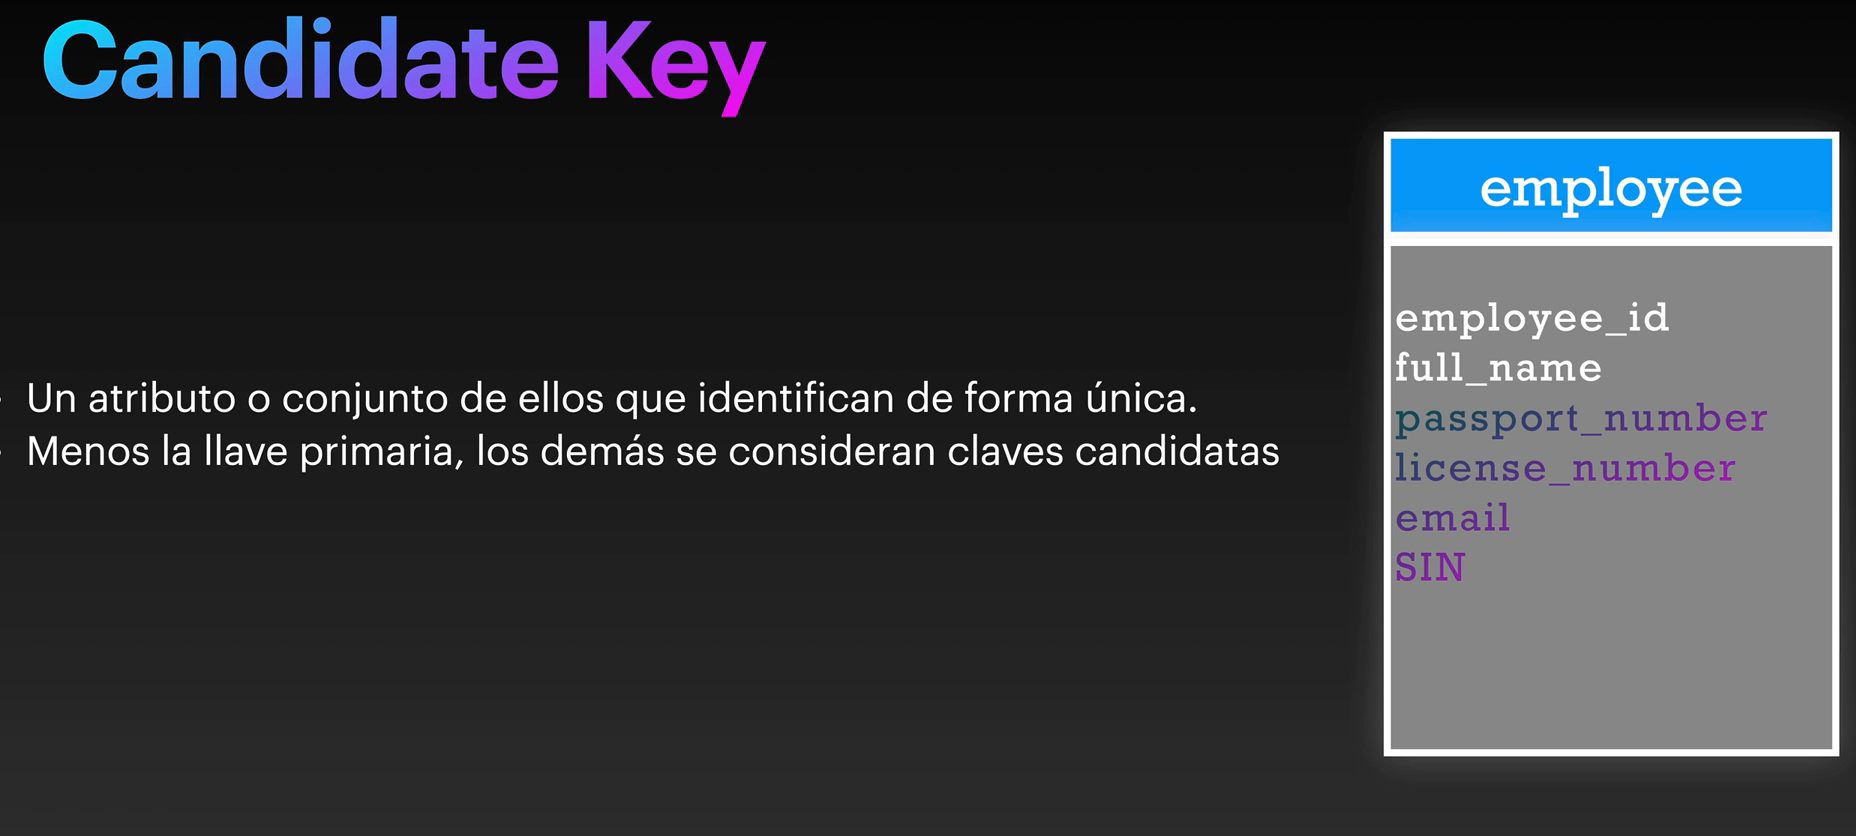 Candidate Key
Un atributo o conjunto de ellos que identifican de forma única.
Menos la llave primaria, los demás se consideran claves candidatas
employee
employee_id
full_name
passport_number
license_number
email
SIN